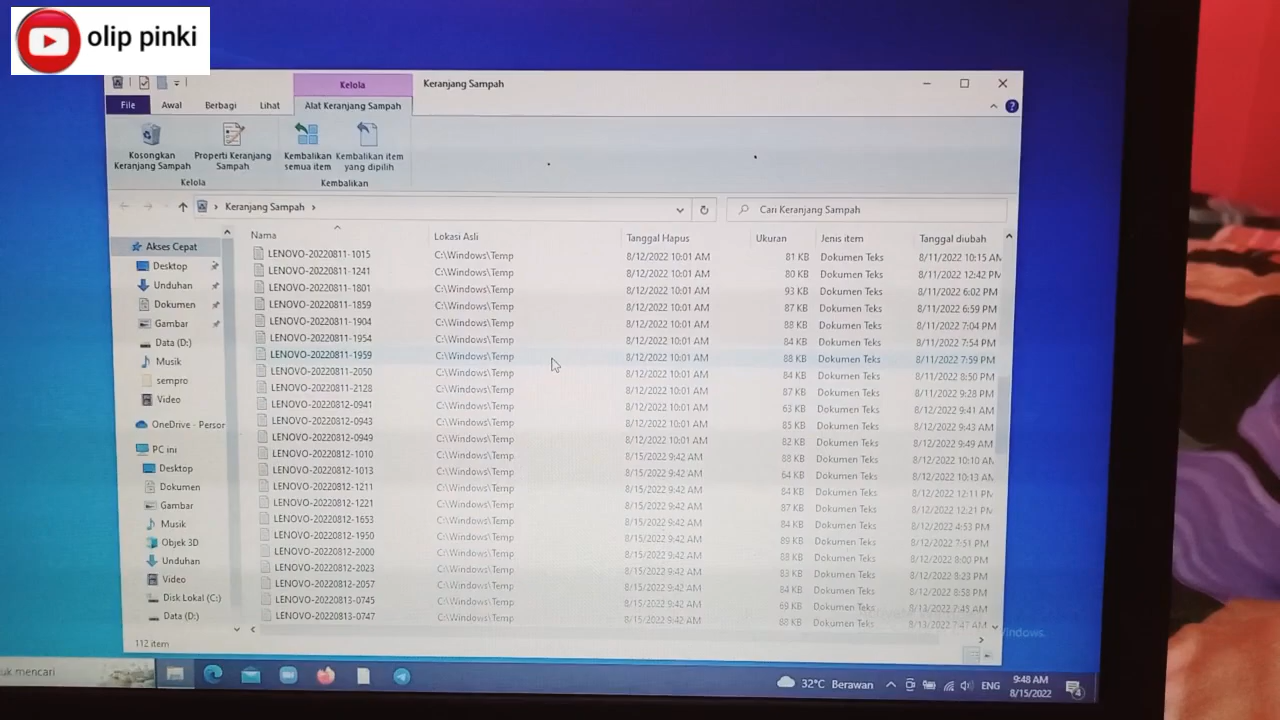 olip pinki
Kelola
Keranjang Sampah
File Awal Berbagi Lihat Alat Keranjang Sampah
Kosongkan Keranjang Sampah
Properti Keranjang Sampah
Kembalikan semua item
Kembalikan item yang dipilih
Kelola
Kembalikan
Keranjang Sampah
Cari Keranjang Sampah
Nama Lokasi Asli Tanggal Hapus Ukuran Jenis item Tanggal diubah
LENOVO-20220811-1015 C:\Windows\Temp 8/12/2022 10:01 AM 81 KB Dokumen Teks 8/11/2022 10:15 AM
LENOVO-20220811-1241 C:\Windows\Temp 8/12/2022 10:01 AM 80 KB Dokumen Teks 8/11/2022 12:42 PM
LENOVO-20220811-1801 C:\Windows\Temp 8/12/2022 10:01 AM 93 KB Dokumen Teks 8/11/2022 6:02 PM
LENOVO-20220811-1859 C:\Windows\Temp 8/12/2022 10:01 AM 87 KB Dokumen Teks 8/11/2022 6:59 PM
LENOVO-20220811-1904 C:\Windows\Temp 8/12/2022 10:01 AM 88 KB Dokumen Teks 8/11/2022 7:04 PM
LENOVO-20220811-1954 C:\Windows\Temp 8/12/2022 10:01 AM 84 KB Dokumen Teks 8/11/2022 7:54 PM
LENOVO-20220811-1959 C:\Windows\Temp 8/12/2022 10:01 AM 88 KB Dokumen Teks 8/11/2022 7:59 PM
LENOVO-20220811-2050 C:\Windows\Temp 8/12/2022 10:01 AM 84 KB Dokumen Teks 8/11/2022 8:50 PM
LENOVO-20220811-2128 C:\Windows\Temp 8/12/2022 10:01 AM 87 KB Dokumen Teks 8/11/2022 9:28 PM
LENOVO-20220812-0941 C:\Windows\Temp 8/12/2022 10:01 AM 63 KB Dokumen Teks 8/12/2022 9:41 AM
LENOVO-20220812-0943 C:\Windows\Temp 8/12/2022 10:01 AM 85 KB Dokumen Teks 8/12/2022 9:43 AM
LENOVO-20220812-0949 C:\Windows\Temp 8/12/2022 10:01 AM 82 KB Dokumen Teks 8/12/2022 9:49 AM
LENOVO-20220812-1010 C:\Windows\Temp 8/15/2022 9:42 AM 88 KB Dokumen Teks 8/12/2022 10:10 AM
LENOVO-20220812-1013 C:\Windows\Temp 8/15/2022 9:42 AM 64 KB Dokumen Teks 8/12/2022 10:13 AM
LENOVO-20220812-1211 C:\Windows\Temp 8/15/2022 9:42 AM 84 KB Dokumen Teks 8/12/2022 12:11 PM
LENOVO-20220812-1221 C:\Windows\Temp 8/15/2022 9:42 AM 87 KB Dokumen Teks 8/12/2022 12:21 PM
LENOVO-20220812-1653 C:\Windows\Temp 8/15/2022 9:42 AM 84 KB Dokumen Teks 8/12/2022 4:53 PM
LENOVO-20220812-1950 C:\Windows\Temp 8/15/2022 9:42 AM 89 KB Dokumen Teks 8/12/2022 7:51 PM
LENOVO-20220812-2000 C:\Windows\Temp 8/15/2022 9:42 AM 88 KB Dokumen Teks 8/12/2022 8:00 PM
LENOVO-20220812-2023 C:\Windows\Temp 8/15/2022 9:42 AM 83 KB Dokumen Teks 8/12/2022 8:23 PM
LENOVO-20220812-2057 C:\Windows\Temp 8/15/2022 9:42 AM 84 KB Dokumen Teks 8/12/2022 8:58 PM
LENOVO-20220813-0745 C:\Windows\Temp 8/15/2022 9:42 AM 69 KB Dokumen Teks 8/13/2022 7:45 AM
LENOVO-20220813-0747 C:\Windows\Temp 8/15/2022 9:42 AM 88 KB Dokumen Teks 8/13/2022 7:47 AM
Akses Cepat
Desktop
Unduhan
Dokumen
Gambar
Data (D:)
Musik
sempro
Video
OneDrive - Person
PC ini
Desktop
Dokumen
Gambar
Musik
Objek 3D
Unduhan
Video
Disk Lokal (C:)
Data (D:)
112 item
Windows.
uk mencari
32°C Berawan
ENG
9:48 AM
8/15/2022
4